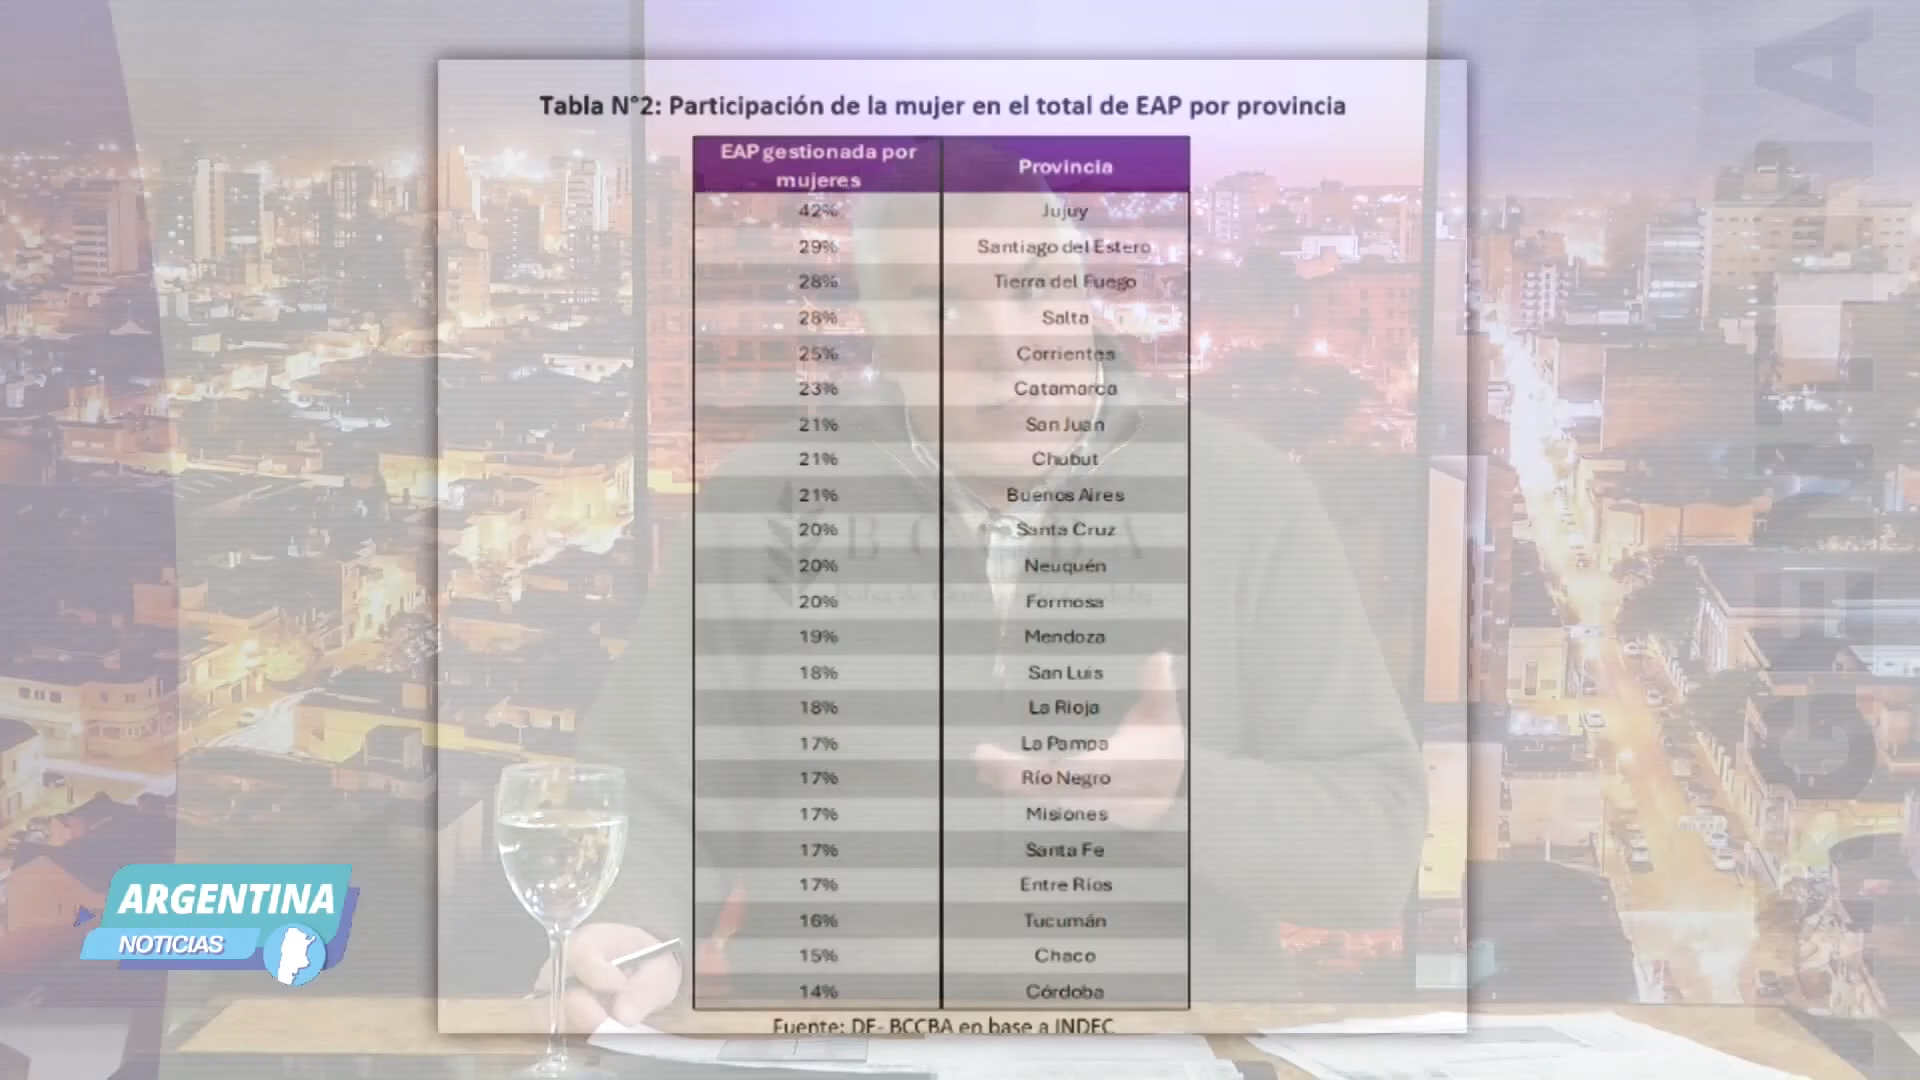 Tabla N°2: Participación de la mujer en el total de EAP por provincia
EAP gestionada por mujeres Provincia
42% Jujuy
29% Santiago del Estero
28% Tierra del Fuego
28% Salta
25% Corrientes
23% Catamarca
21% San Juan
21% Chubut
21% Buenos Aires
20% Santa Cruz
20% Neuquén
20% Formosa
19% Mendoza
18% San Luis
18% La Rioja
17% La Pampa
17% Río Negro
17% Misiones
17% Santa Fe
17% Entre Ríos
16% Tucumán
15% Chaco
14% Córdoba
Fuente: DE- BCCBA en base a INDEC
ARGENTINA
NOTICIAS